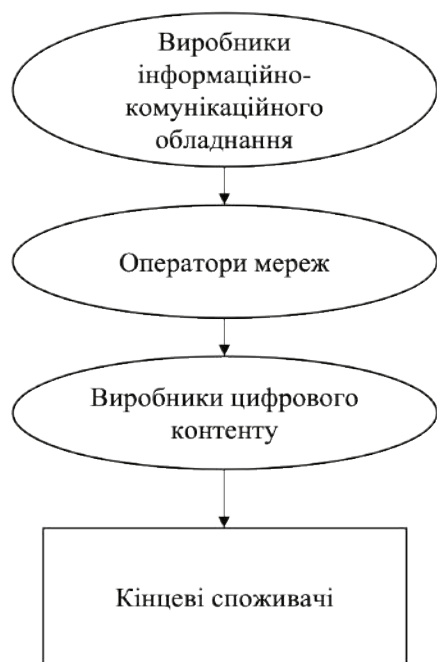 Виробники
інформаційно-
комунікаційного
обладнання
Оператори мереж
Виробники цифрового
контенту
Кінцеві споживачі